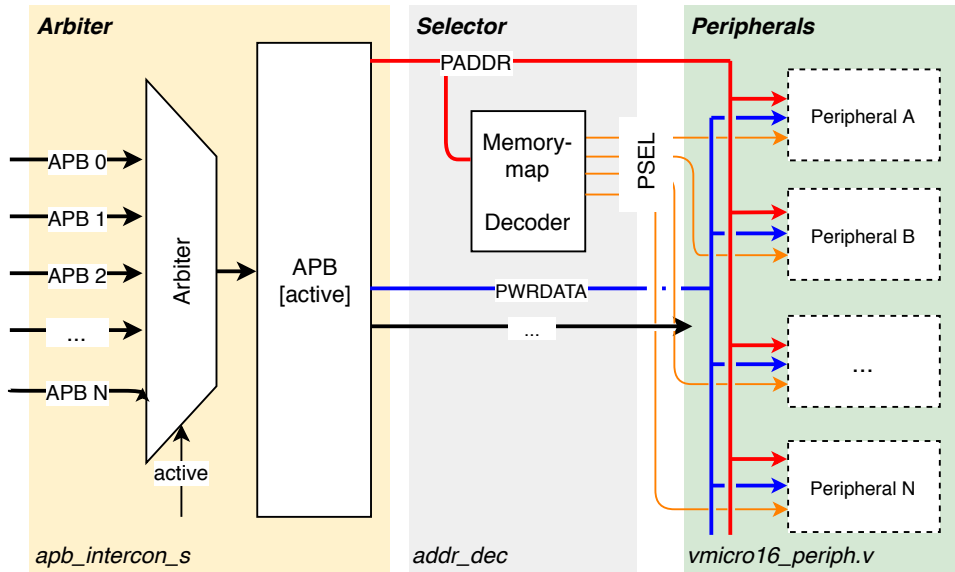 Arbiter
Selector
Peripherals
PADDR
APB 0
APB 1
APB 2
...
APB N
Arbiter
active
APB
[active]
Memory-
map
Decoder
PSEL
PWRDATA
...
Peripheral A
Peripheral B
...
Peripheral N
apb_intercon_s
addr_dec
vmicro16_periph.v